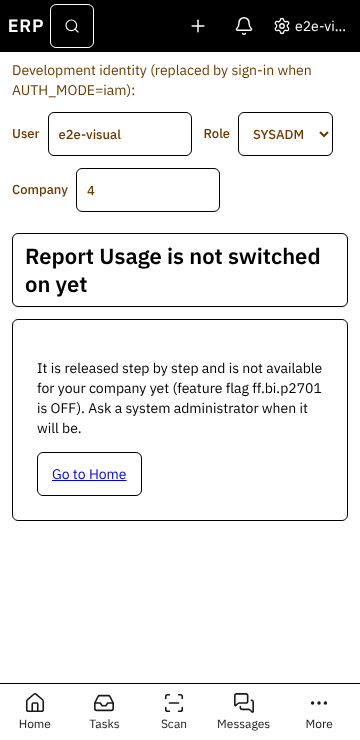 ERP
e2e-vi...
Development identity (replaced by sign-in when
AUTH_MODE=iam):
User
e2e-visual
Role
SYSADM
Company
4
Report Usage is not switched
on yet
It is released step by step and is not available
for your company yet (feature flag ff.bi.p2701
is OFF). Ask a system administrator when it
will be.
Go to Home
Home
Tasks
Scan
Messages
More